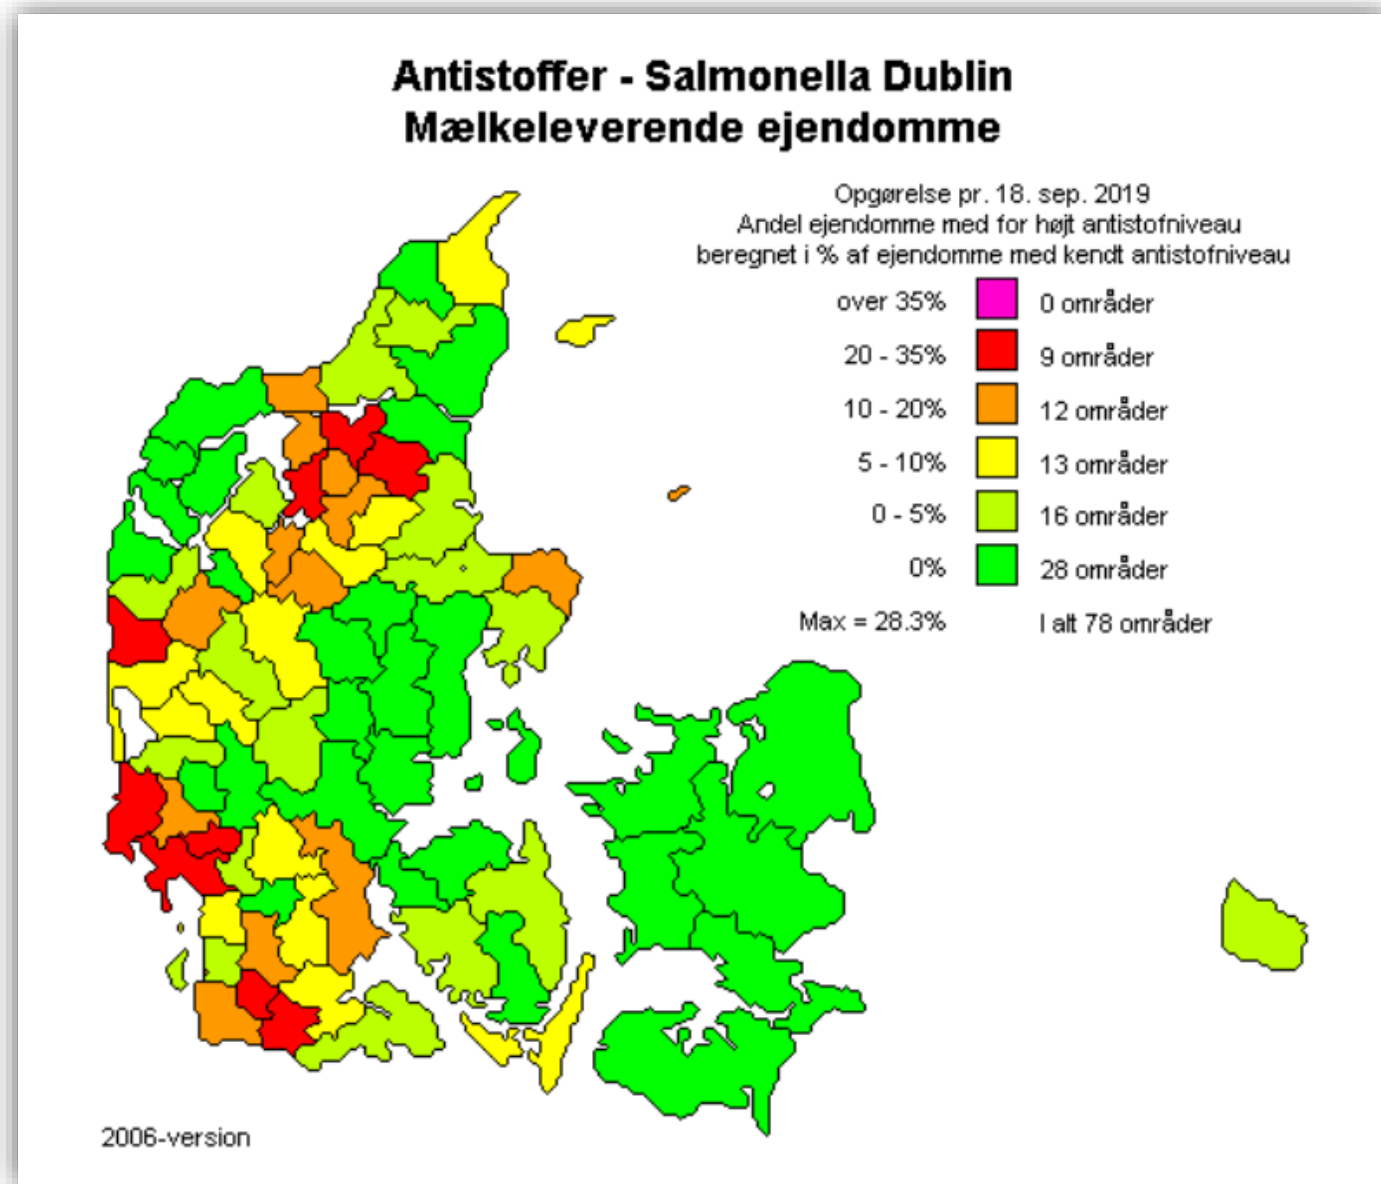 Antistoffer - Salmonella Dublin
Mælkeleverende ejendomme
Opgørelse pr. 18. sep. 2019
Andel ejendomme med for højt antistofniveau
beregnet i % af ejendomme med kendt antistofniveau
over 35% 0 områder
20 - 35% 9 områder
10 - 20% 12 områder
5 - 10% 13 områder
0 - 5% 16 områder
0% 28 områder
Max = 28.3% I alt 78 områder
2006-version